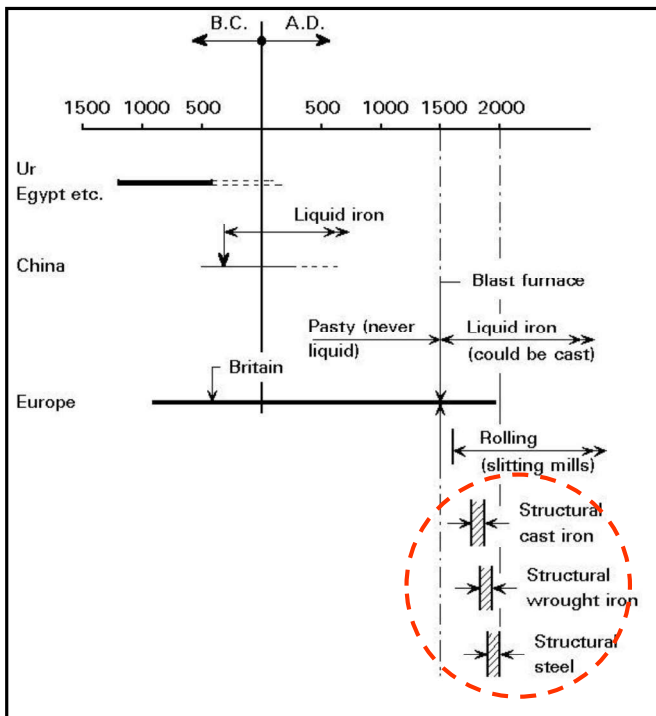 B.C. A.D.
1500 1000 500 500 1000 1500 2000
Ur
Egypt etc.
Liquid iron
China
Blast furnace
Pasty (never
liquid)
Liquid iron
(could be cast)
Britain
Europe
Rolling
(slitting mills)
Structural
cast iron
Structural
wrought iron
Structural
steel